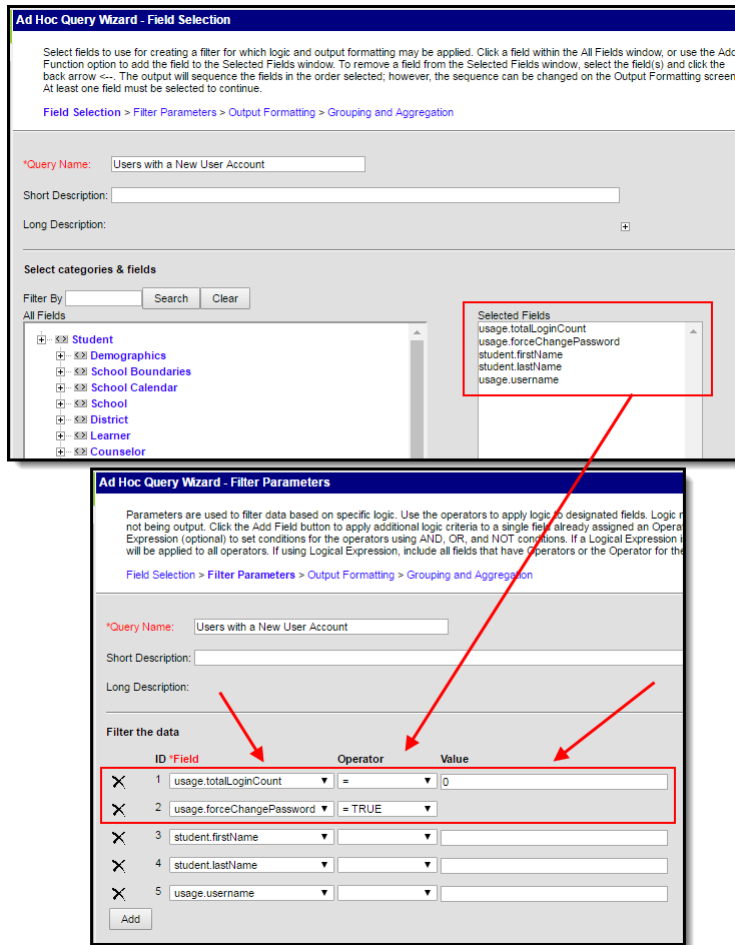 Ad Hoc Query Wizard - Field Selection
Select fields to use for creating a filter for which logic and output formatting may be applied. Click a field within the All Fields window, or use the Add
Function option to add the field to the Selected Fields window. To remove a field from the Selected Fields window, select the field(s) and click the
back arrow <--. The output will sequence the fields in the order selected; however, the sequence can be changed on the Output Formatting screen
At least one field must be selected to continue.
Field Selection > Filter Parameters > Output Formatting > Grouping and Aggregation
*Query Name: Users with a New User Account
Short Description:
Long Description:
Select categories & fields
Filter By Search Clear
All Fields
Student
Demographics
School Boundaries
School Calendar
School
District
Learner
Counselor
Selected Fields
usage.totalLoginCount
usage.forceChangePassword
student.firstName
student.lastName
usage.username
Ad Hoc Query Wizard - Filter Parameters
Parameters are used to filter data based on specific logic. Use the operators to apply logic to designated fields. Logic
not being output. Click the Add Field button to apply additional logic criteria to a single field already assigned an
Expression (optional) to set conditions for the operators using AND, OR, and NOT conditions. If a Logical Expression
will be applied to all operators. If using Logical Expression, include all fields that have Operators or the Operator for the
Field Selection > Filter Parameters > Output Formatting > Grouping and Aggregation
*Query Name: Users with a New User Account
Short Description:
Long Description:
Filter the data
ID *Field Operator Value
1 usage.totalLoginCount = 0
2 usage.forceChangePassword = TRUE
3 student.firstName
4 student.lastName
5 usage.username
Add